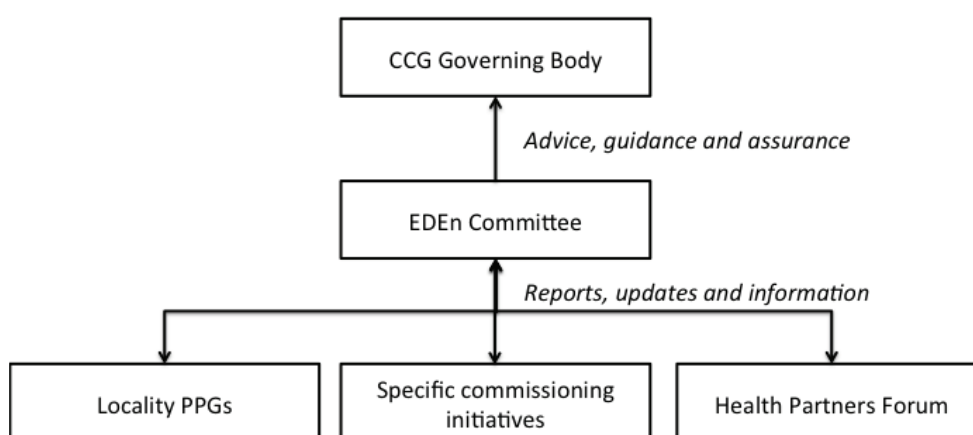 CCG Governing Body
Advice, guidance and assurance
EDEn Committee
Reports, updates and information
Locality PPGs
Specific commissioning
initiatives
Health Partners Forum